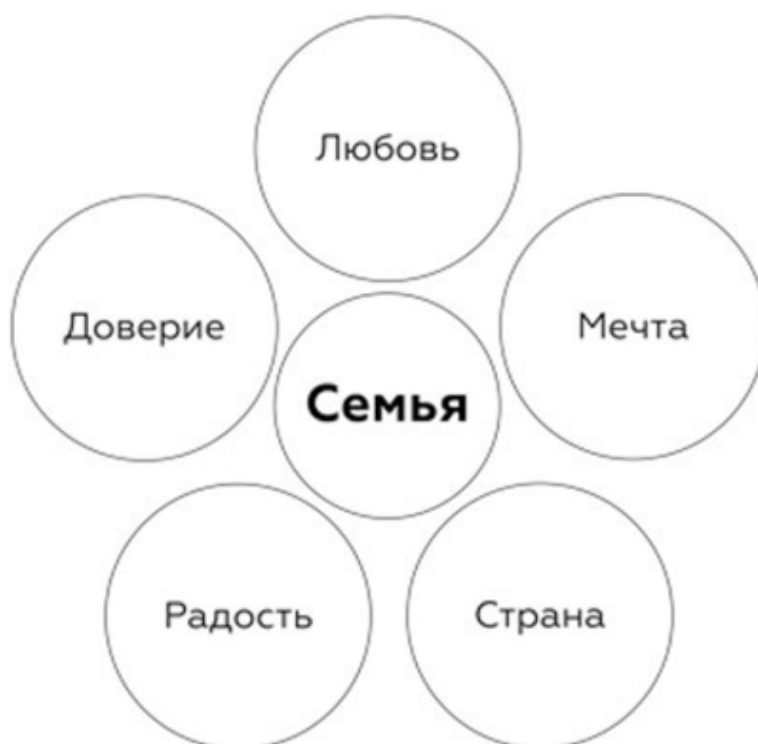 Любовь
Доверие
Мечта
Семья
Радость
Страна